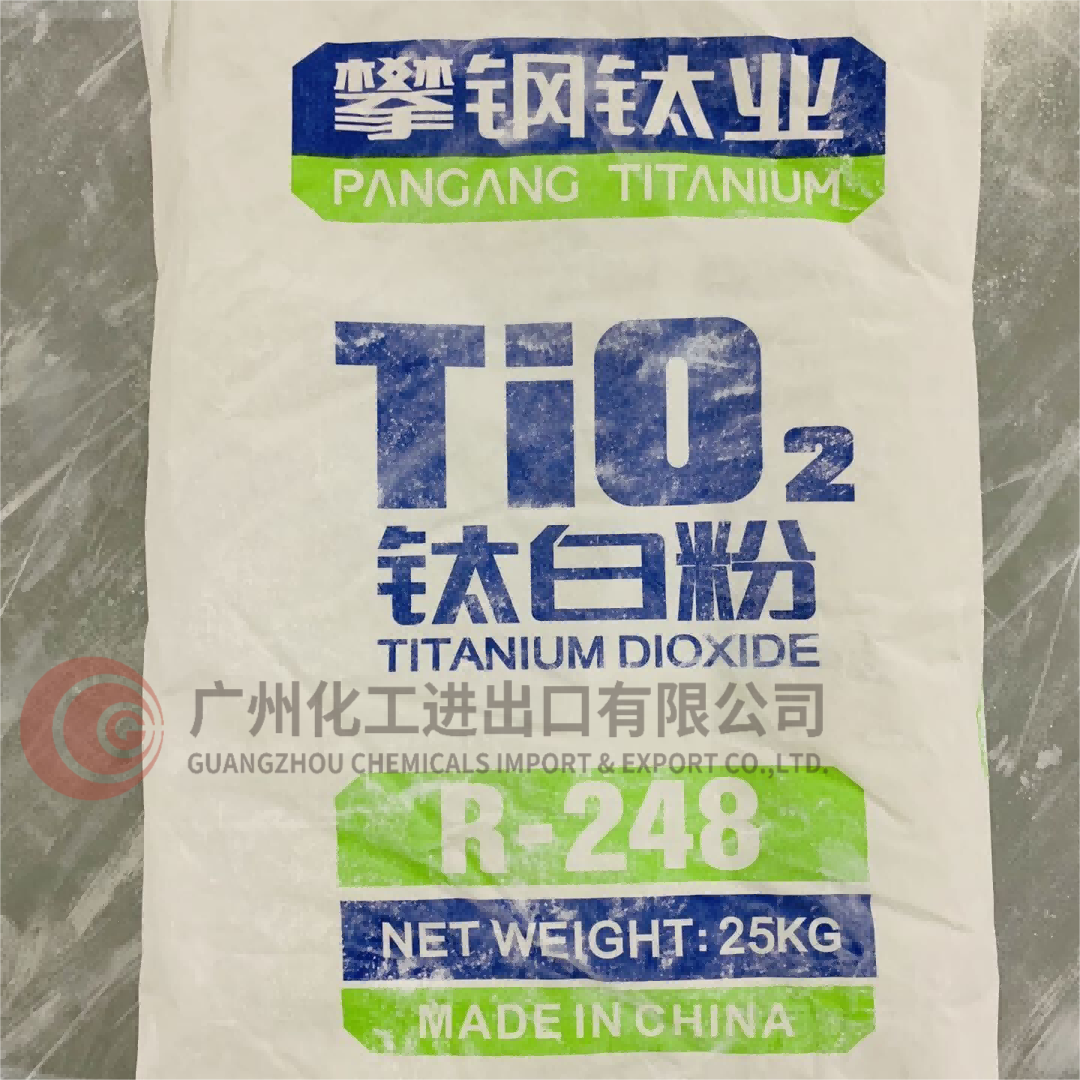 攀钢钛业
PANGANG TITANIUM
TiO2
钛白粉
TITANIUM DIOXIDE
广州化工进出口有限公司
GUANGZHOU CHEMICALS IMPORT & EXPORT CO.,LTD.
R-248
NET WEIGHT: 25KG
MADE IN CHINA